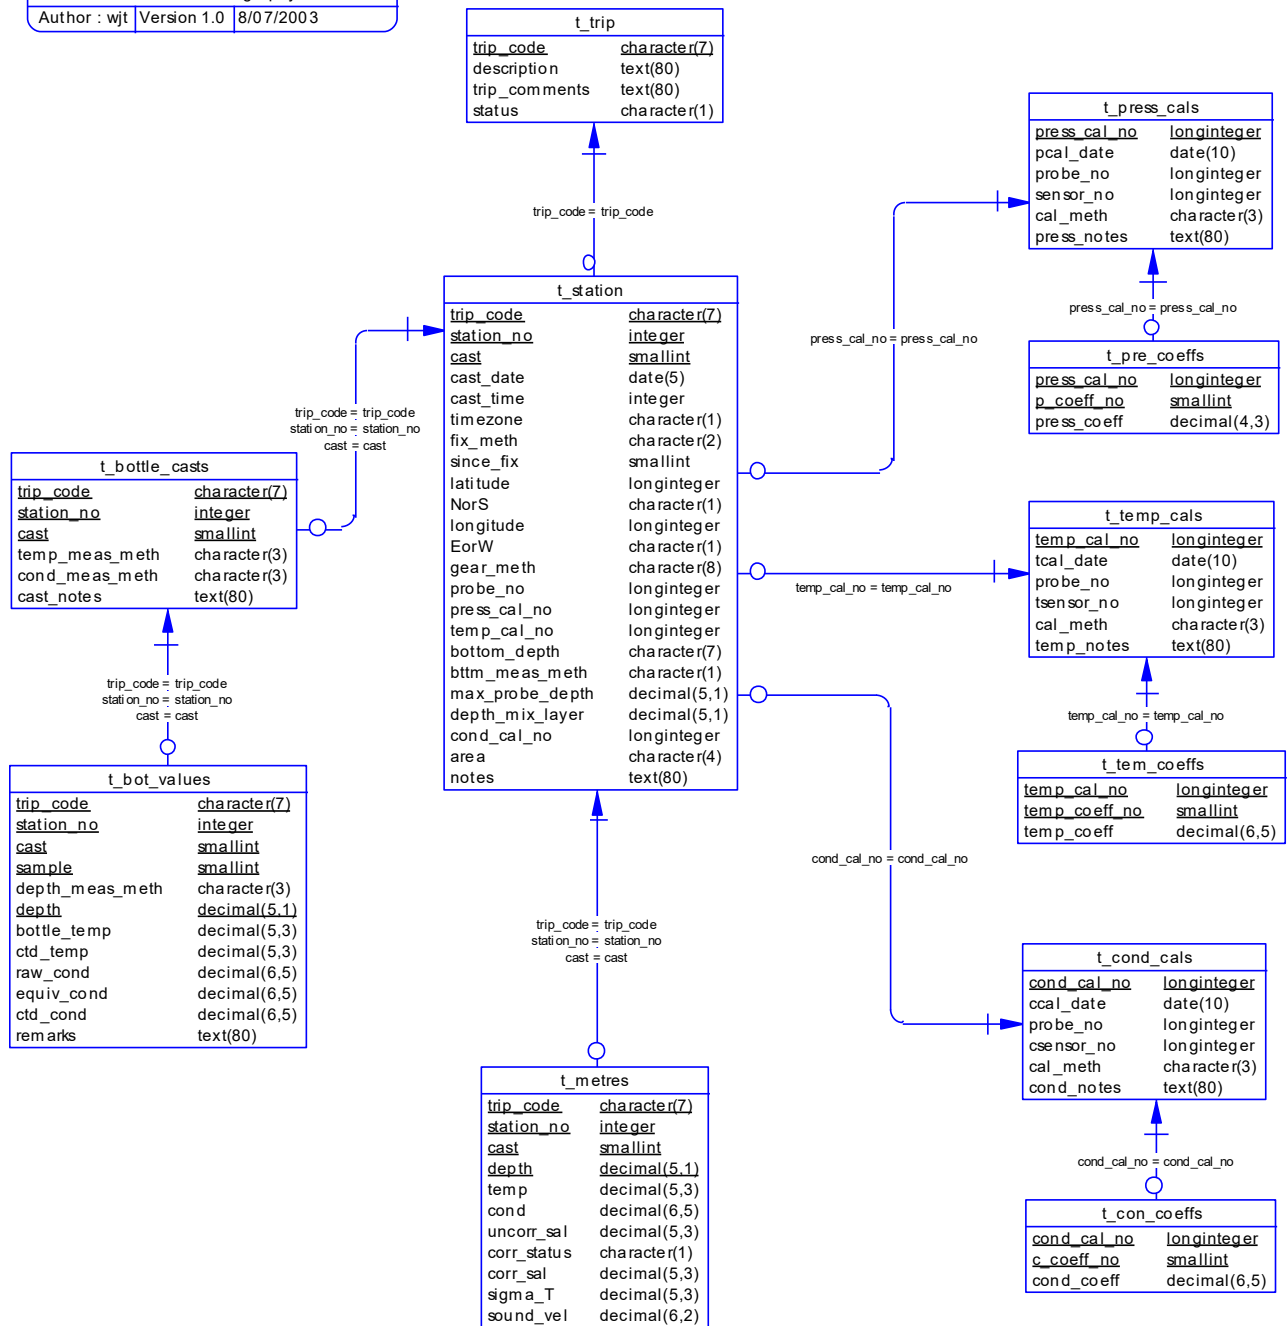 Author : wjt Version 1.0 8/07/2003
t_trip
trip_code character(7)
description text(80)
trip_comments text(80)
status character(1)
trip_code = trip_code
t_press_cals
press_cal_no longinteger
pcal_date date(10)
probe_no longinteger
sensor_no longinteger
cal_meth character(3)
press_notes text(80)
press_cal_no = press_cal_no
t_pre_coeffs
press_cal_no longinteger
p_coeff_no smallint
press_coeff decimal(4,3)
t_station
trip_code character(7)
station_no integer
cast smallint
cast_date date(5)
cast_time integer
timezone character(1)
fix_meth character(2)
since_fix smallint
latitude longinteger
NorS character(1)
longitude longinteger
EorW character(1)
gear_meth character(8)
probe_no longinteger
press_cal_no longinteger
temp_cal_no longinteger
bottom_depth character(7)
bttm_meas_meth character(1)
max_probe_depth decimal(5,1)
depth_mix_layer decimal(5,1)
cond_cal_no longinteger
area character(4)
notes text(80)
press_cal_no = press_cal_no
temp_cal_no = temp_cal_no
cond_cal_no = cond_cal_no
trip_code = trip_code
station_no = station_no
cast = cast
t_bottle_casts
trip_code character(7)
station_no integer
cast smallint
temp_meas_meth character(3)
cond_meas_meth character(3)
cast_notes text(80)
trip_code = trip_code
station_no = station_no
cast = cast
t_bot_values
trip_code character(7)
station_no integer
cast smallint
sample smallint
depth_meas_meth character(3)
depth decimal(5,1)
bottle_temp decimal(5,3)
ctd_temp decimal(5,3)
raw_cond decimal(6,5)
equiv_cond decimal(6,5)
ctd_cond decimal(6,5)
remarks text(80)
t_temp_cals
temp_cal_no longinteger
tcal_date date(10)
probe_no longinteger
tsensor_no longinteger
cal_meth character(3)
temp_notes text(80)
temp_cal_no = temp_cal_no
t_tem_coeffs
temp_cal_no longinteger
temp_coeff_no smallint
temp_coeff decimal(6,5)
trip_code = trip_code
station_no = station_no
cast = cast
t_metres
trip_code character(7)
station_no integer
cast smallint
depth decimal(5,1)
temp decimal(5,3)
cond decimal(6,5)
uncorr_sal decimal(5,3)
corr_status character(1)
corr_sal decimal(5,3)
sigma_T decimal(5,3)
sound_vel decimal(6,2)
t_cond_cals
cond_cal_no longinteger
ccal_date date(10)
probe_no longinteger
csensor_no longinteger
cal_meth character(3)
cond_notes text(80)
cond_cal_no = cond_cal_no
t_con_coeffs
cond_cal_no longinteger
c_coeff_no smallint
cond_coeff decimal(6,5)